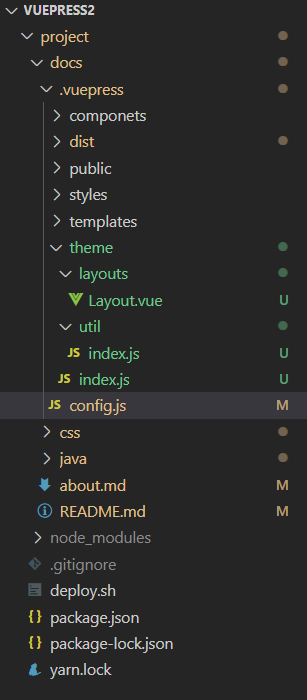 VUEPRESS2
project
docs
.vuepress
componets
dist
public
styles
templates
theme
layouts
Layout.vue U
util
JS index.js U
JS index.js U
JS config.js M
css
java
about.md M
README.md M
node_modules
.gitignore
deploy.sh
{} package.json
{} package-lock.json
yarn.lock